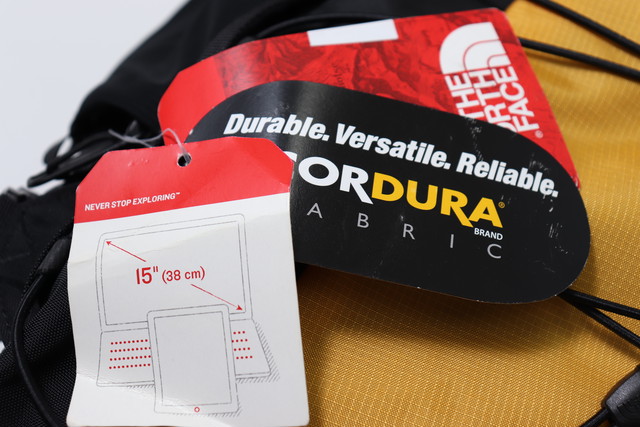 THE
NORTH
FACE®
Durable. Versatile. Reliable.
CORDURA®
BRAND
FABRIC
NEVER STOP EXPLORING™
15" (38 cm)